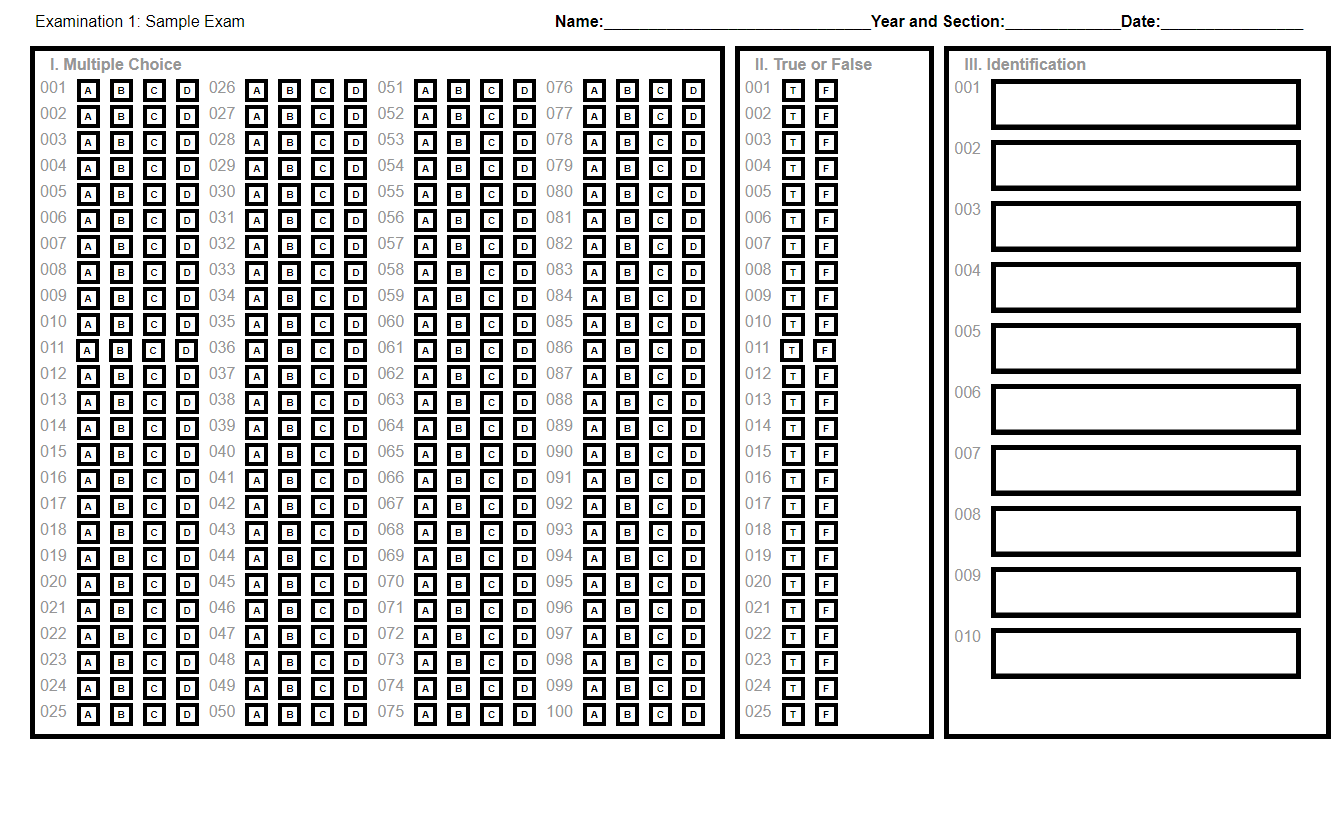 Examination 1: Sample Exam Name:______________________________Year and Section:_____________Date:________________
I. Multiple Choice
001 A B C D 026 A B C D 051 A B C D 076 A B C D
002 A B C D 027 A B C D 052 A B C D 077 A B C D
003 A B C D 028 A B C D 053 A B C D 078 A B C D
004 A B C D 029 A B C D 054 A B C D 079 A B C D
005 A B C D 030 A B C D 055 A B C D 080 A B C D
006 A B C D 031 A B C D 056 A B C D 081 A B C D
007 A B C D 032 A B C D 057 A B C D 082 A B C D
008 A B C D 033 A B C D 058 A B C D 083 A B C D
009 A B C D 034 A B C D 059 A B C D 084 A B C D
010 A B C D 035 A B C D 060 A B C D 085 A B C D
011 A B C D 036 A B C D 061 A B C D 086 A B C D
012 A B C D 037 A B C D 062 A B C D 087 A B C D
013 A B C D 038 A B C D 063 A B C D 088 A B C D
014 A B C D 039 A B C D 064 A B C D 089 A B C D
015 A B C D 040 A B C D 065 A B C D 090 A B C D
016 A B C D 041 A B C D 066 A B C D 091 A B C D
017 A B C D 042 A B C D 067 A B C D 092 A B C D
018 A B C D 043 A B C D 068 A B C D 093 A B C D
019 A B C D 044 A B C D 069 A B C D 094 A B C D
020 A B C D 045 A B C D 070 A B C D 095 A B C D
021 A B C D 046 A B C D 071 A B C D 096 A B C D
022 A B C D 047 A B C D 072 A B C D 097 A B C D
023 A B C D 048 A B C D 073 A B C D 098 A B C D
024 A B C D 049 A B C D 074 A B C D 099 A B C D
025 A B C D 050 A B C D 075 A B C D 100 A B C D
II. True or False
001 T F
002 T F
003 T F
004 T F
005 T F
006 T F
007 T F
008 T F
009 T F
010 T F
011 T F
012 T F
013 T F
014 T F
015 T F
016 T F
017 T F
018 T F
019 T F
020 T F
021 T F
022 T F
023 T F
024 T F
025 T F
III. Identification
001
002
003
004
005
006
007
008
009
010